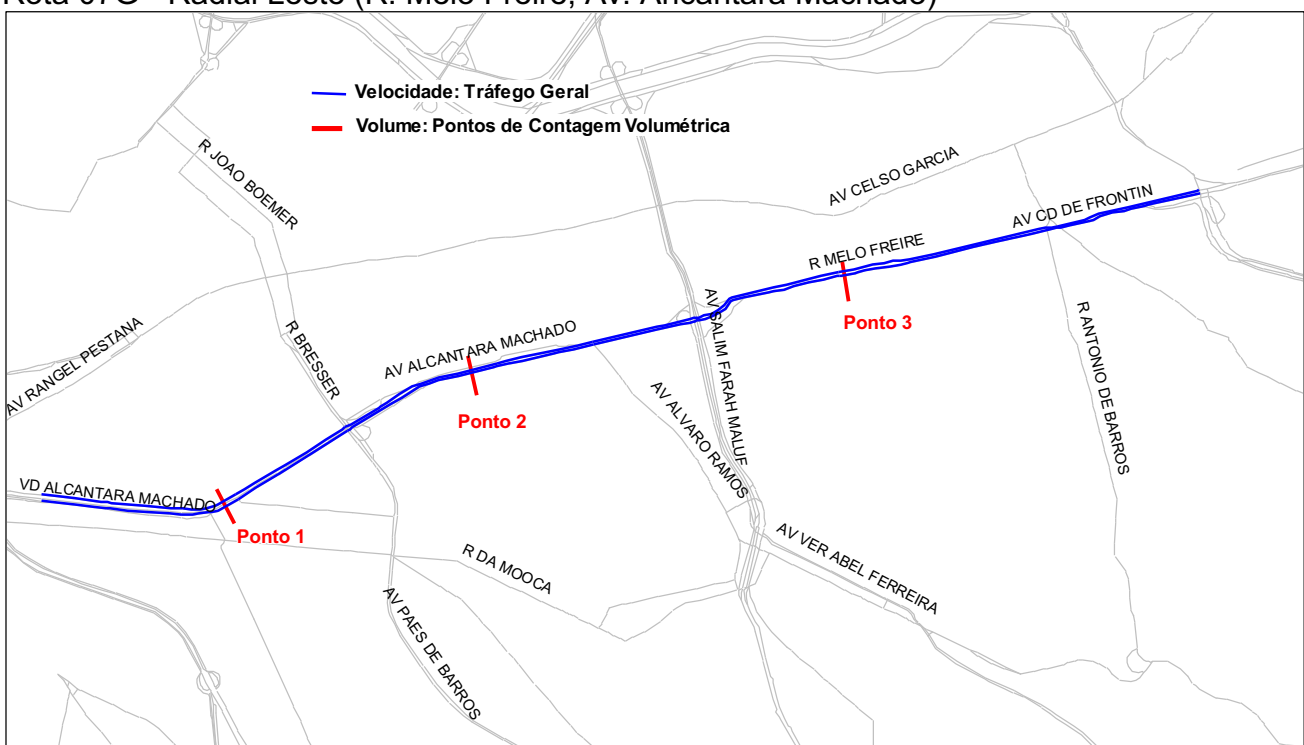 Velocidade: Tráfego Geral
Volume: Pontos de Contagem Volumétrica
R JOAO BOEMER
AV CELSO GARCIA
AV CD DE FRONTIN
R MELO FREIRE
Ponto 3
AV SALIM FARAH MALUF
R ANTONIO DE BARROS
AV RANGEL PESTANA
R BRESSER
AV ALCANTARA MACHADO
Ponto 2
AV ALVARO RAMOS
VD ALCANTARA MACHADO
Ponto 1
R DA MOOCA
AV VER ABEL FERREIRA
AV PAES DE BARROS